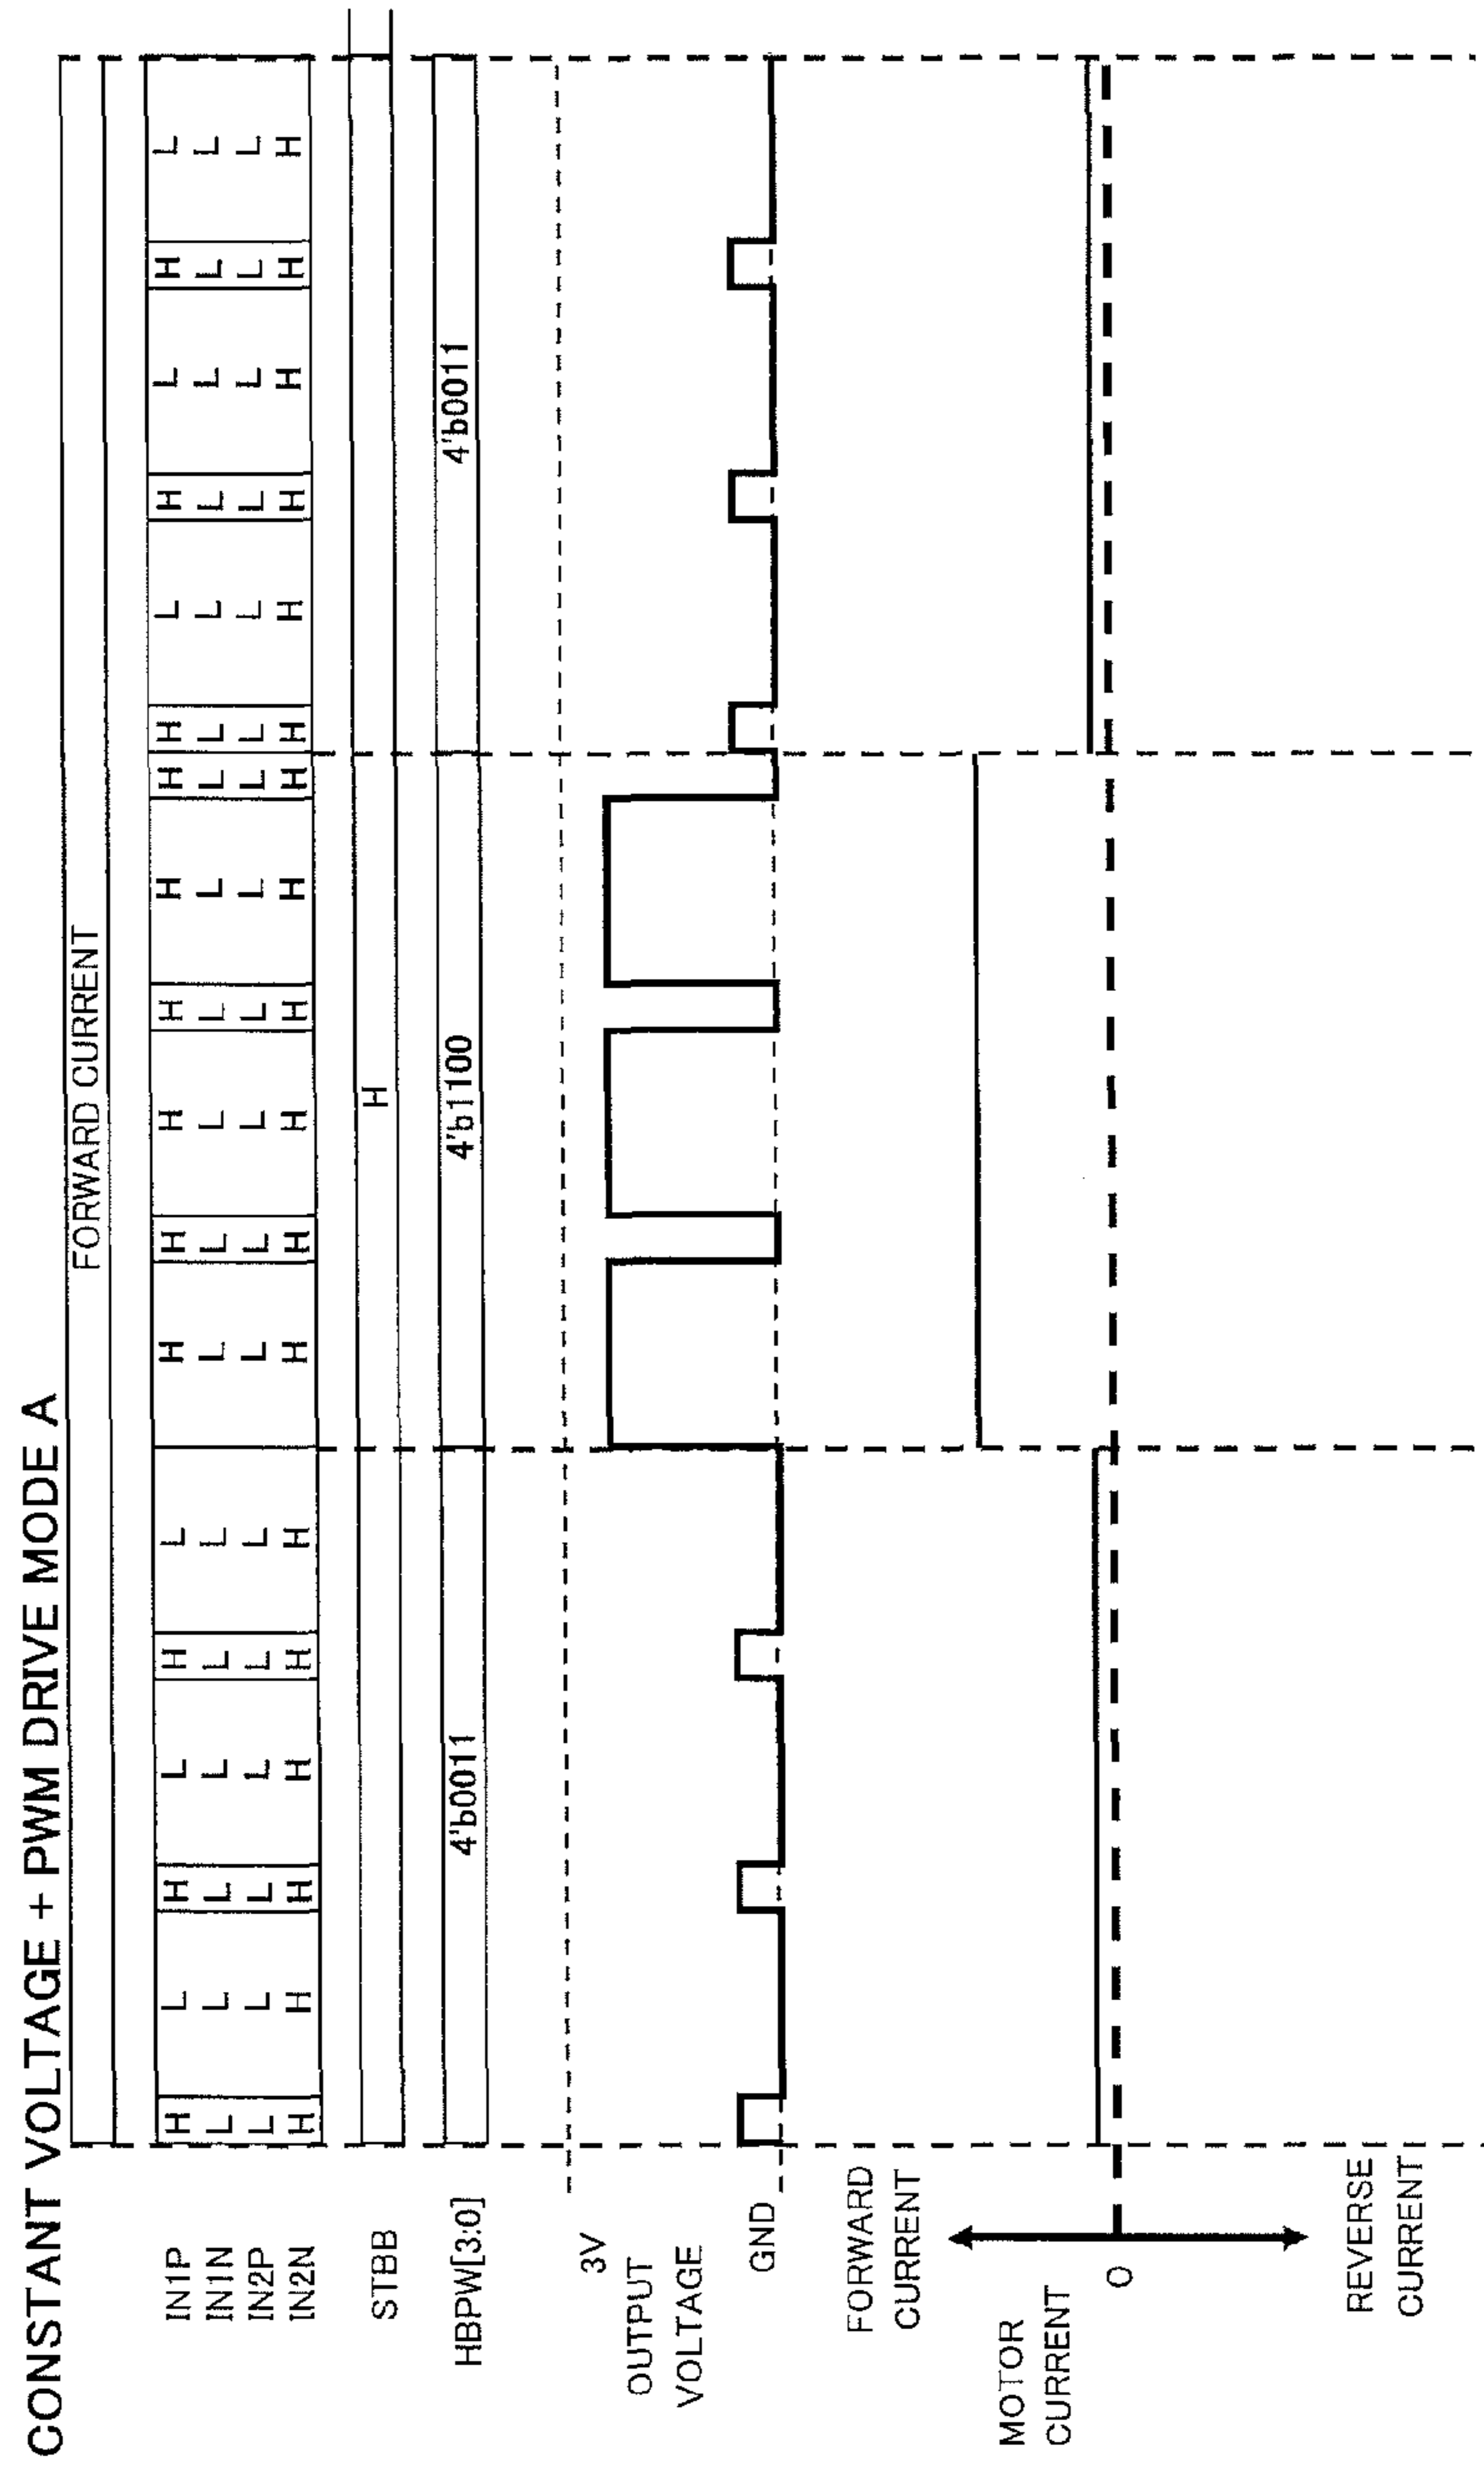 CONSTANT VOLTAGE + PWM DRIVE MODE A
FORWARD CURRENT
IN1P H L H L H L H H H H H H H L H L H L
IN1N L L L L L L L L L L L L L L L L L L
IN2P L L L L L L L L L L L L L L L L L L
IN2N H H H H H H H H H H H H H H H H H H
STBB H
HBPW[3:0] 4'b0011 4'b1100 4'b0011
3V
OUTPUT
VOLTAGE
GND
FORWARD
CURRENT
MOTOR
CURRENT
0
REVERSE
CURRENT